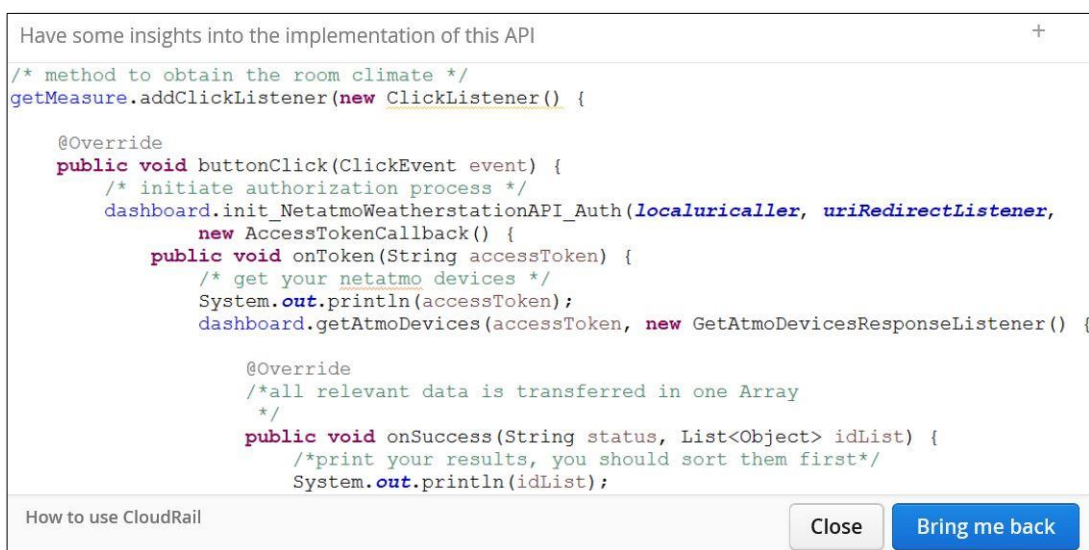 Have some insights into the implementation of this API +
/* method to obtain the room climate */
getMeasure.addClickListener(new ClickListener() {
@Override
public void buttonClick(ClickEvent event) {
/* initiate authorization process */
dashboard.init_NetatmoWeatherstationAPI_Auth(localuricaller, uriRedirectListener,
new AccessTokenCallback() {
public void onToken(String accessToken) {
/* get your netatmo devices */
System.out.println(accessToken);
dashboard.getAtmoDevices(accessToken, new GetAtmoDevicesResponseListener() {
@Override
/*all relevant data is transferred in one Array
*/
public void onSuccess(String status, List<Object> idList) {
/*print your results, you should sort them first*/
System.out.println(idList);
How to use CloudRail
Close
Bring me back